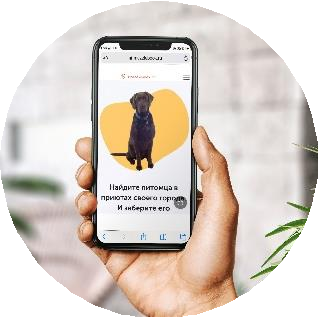 Найдите питомца в
приютах своего города
И заберите его